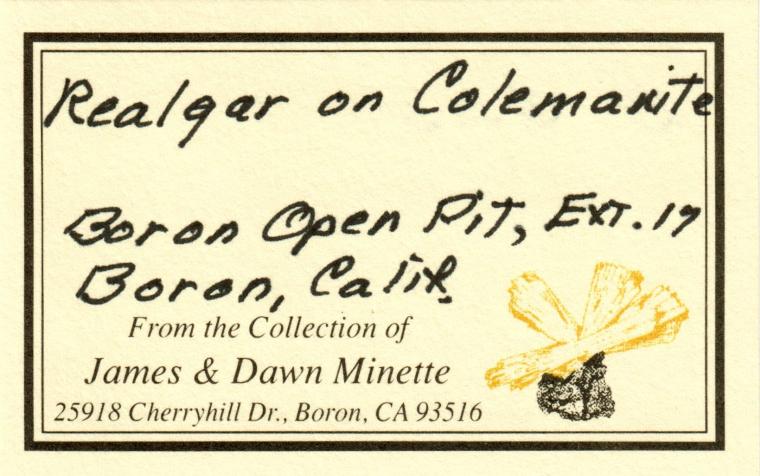 Realgar on Colemanite
Boron Open Pit, Ext. 17
Boron, Calif.
From the Collection of
James & Dawn Minette
25918 Cherryhill Dr., Boron, CA 93516